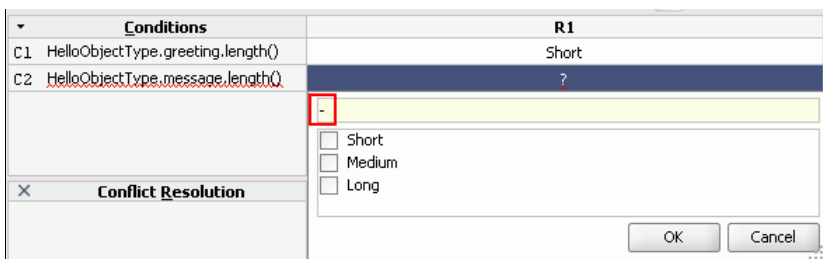 Conditions R1
C1 HelloObjectType.greeting.length() Short
C2 HelloObjectType.message.length() ?
-
Short
Medium
Long
Conflict Resolution
OK Cancel